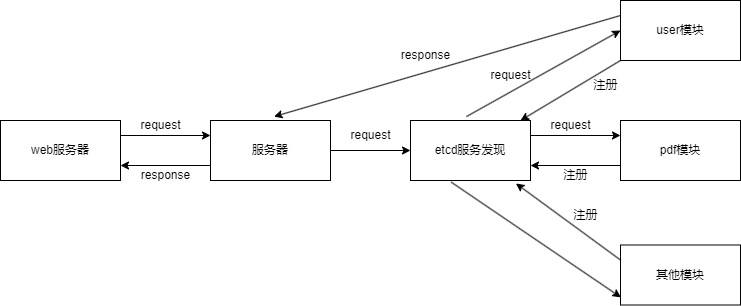 user模块
response
request
注册
request
request
request
web服务器
服务器
etcd服务发现
pdf模块
response
注册
注册
其他模块